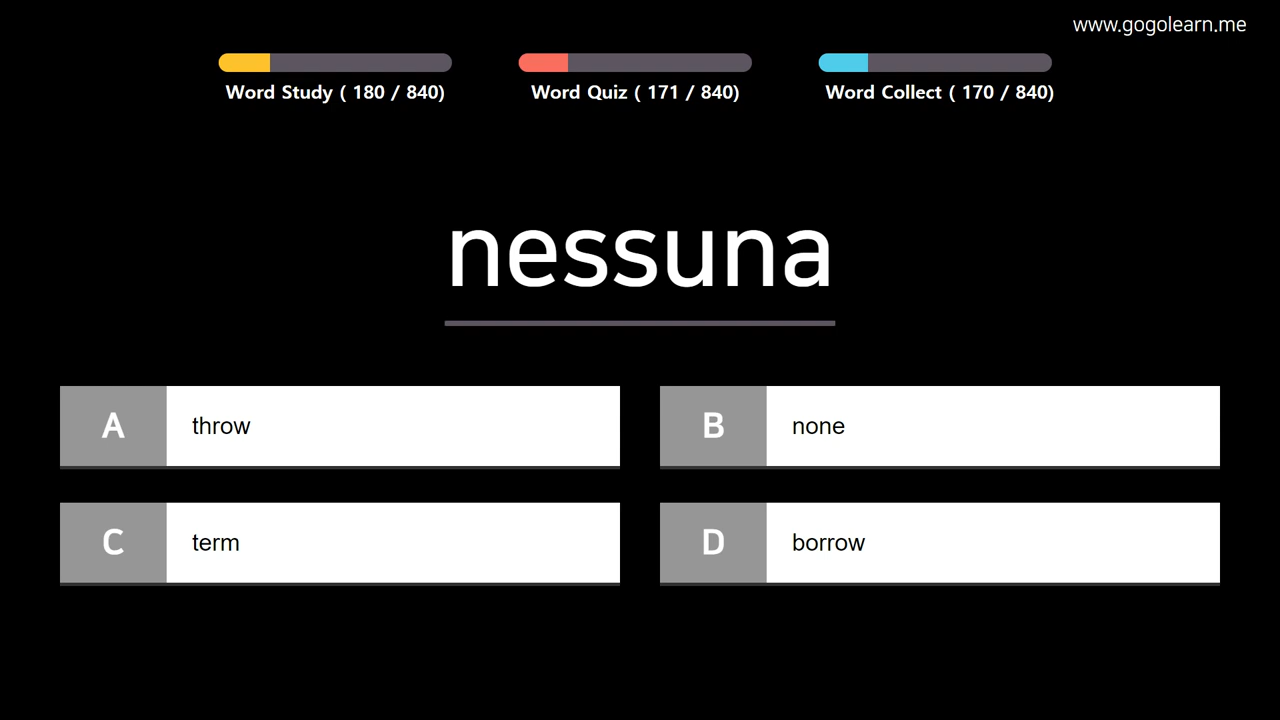 www.gogolearn.me
Word Study ( 180 / 840)
Word Quiz ( 171 / 840)
Word Collect ( 170 / 840)
nessuna
A throw
B none
C term
D borrow